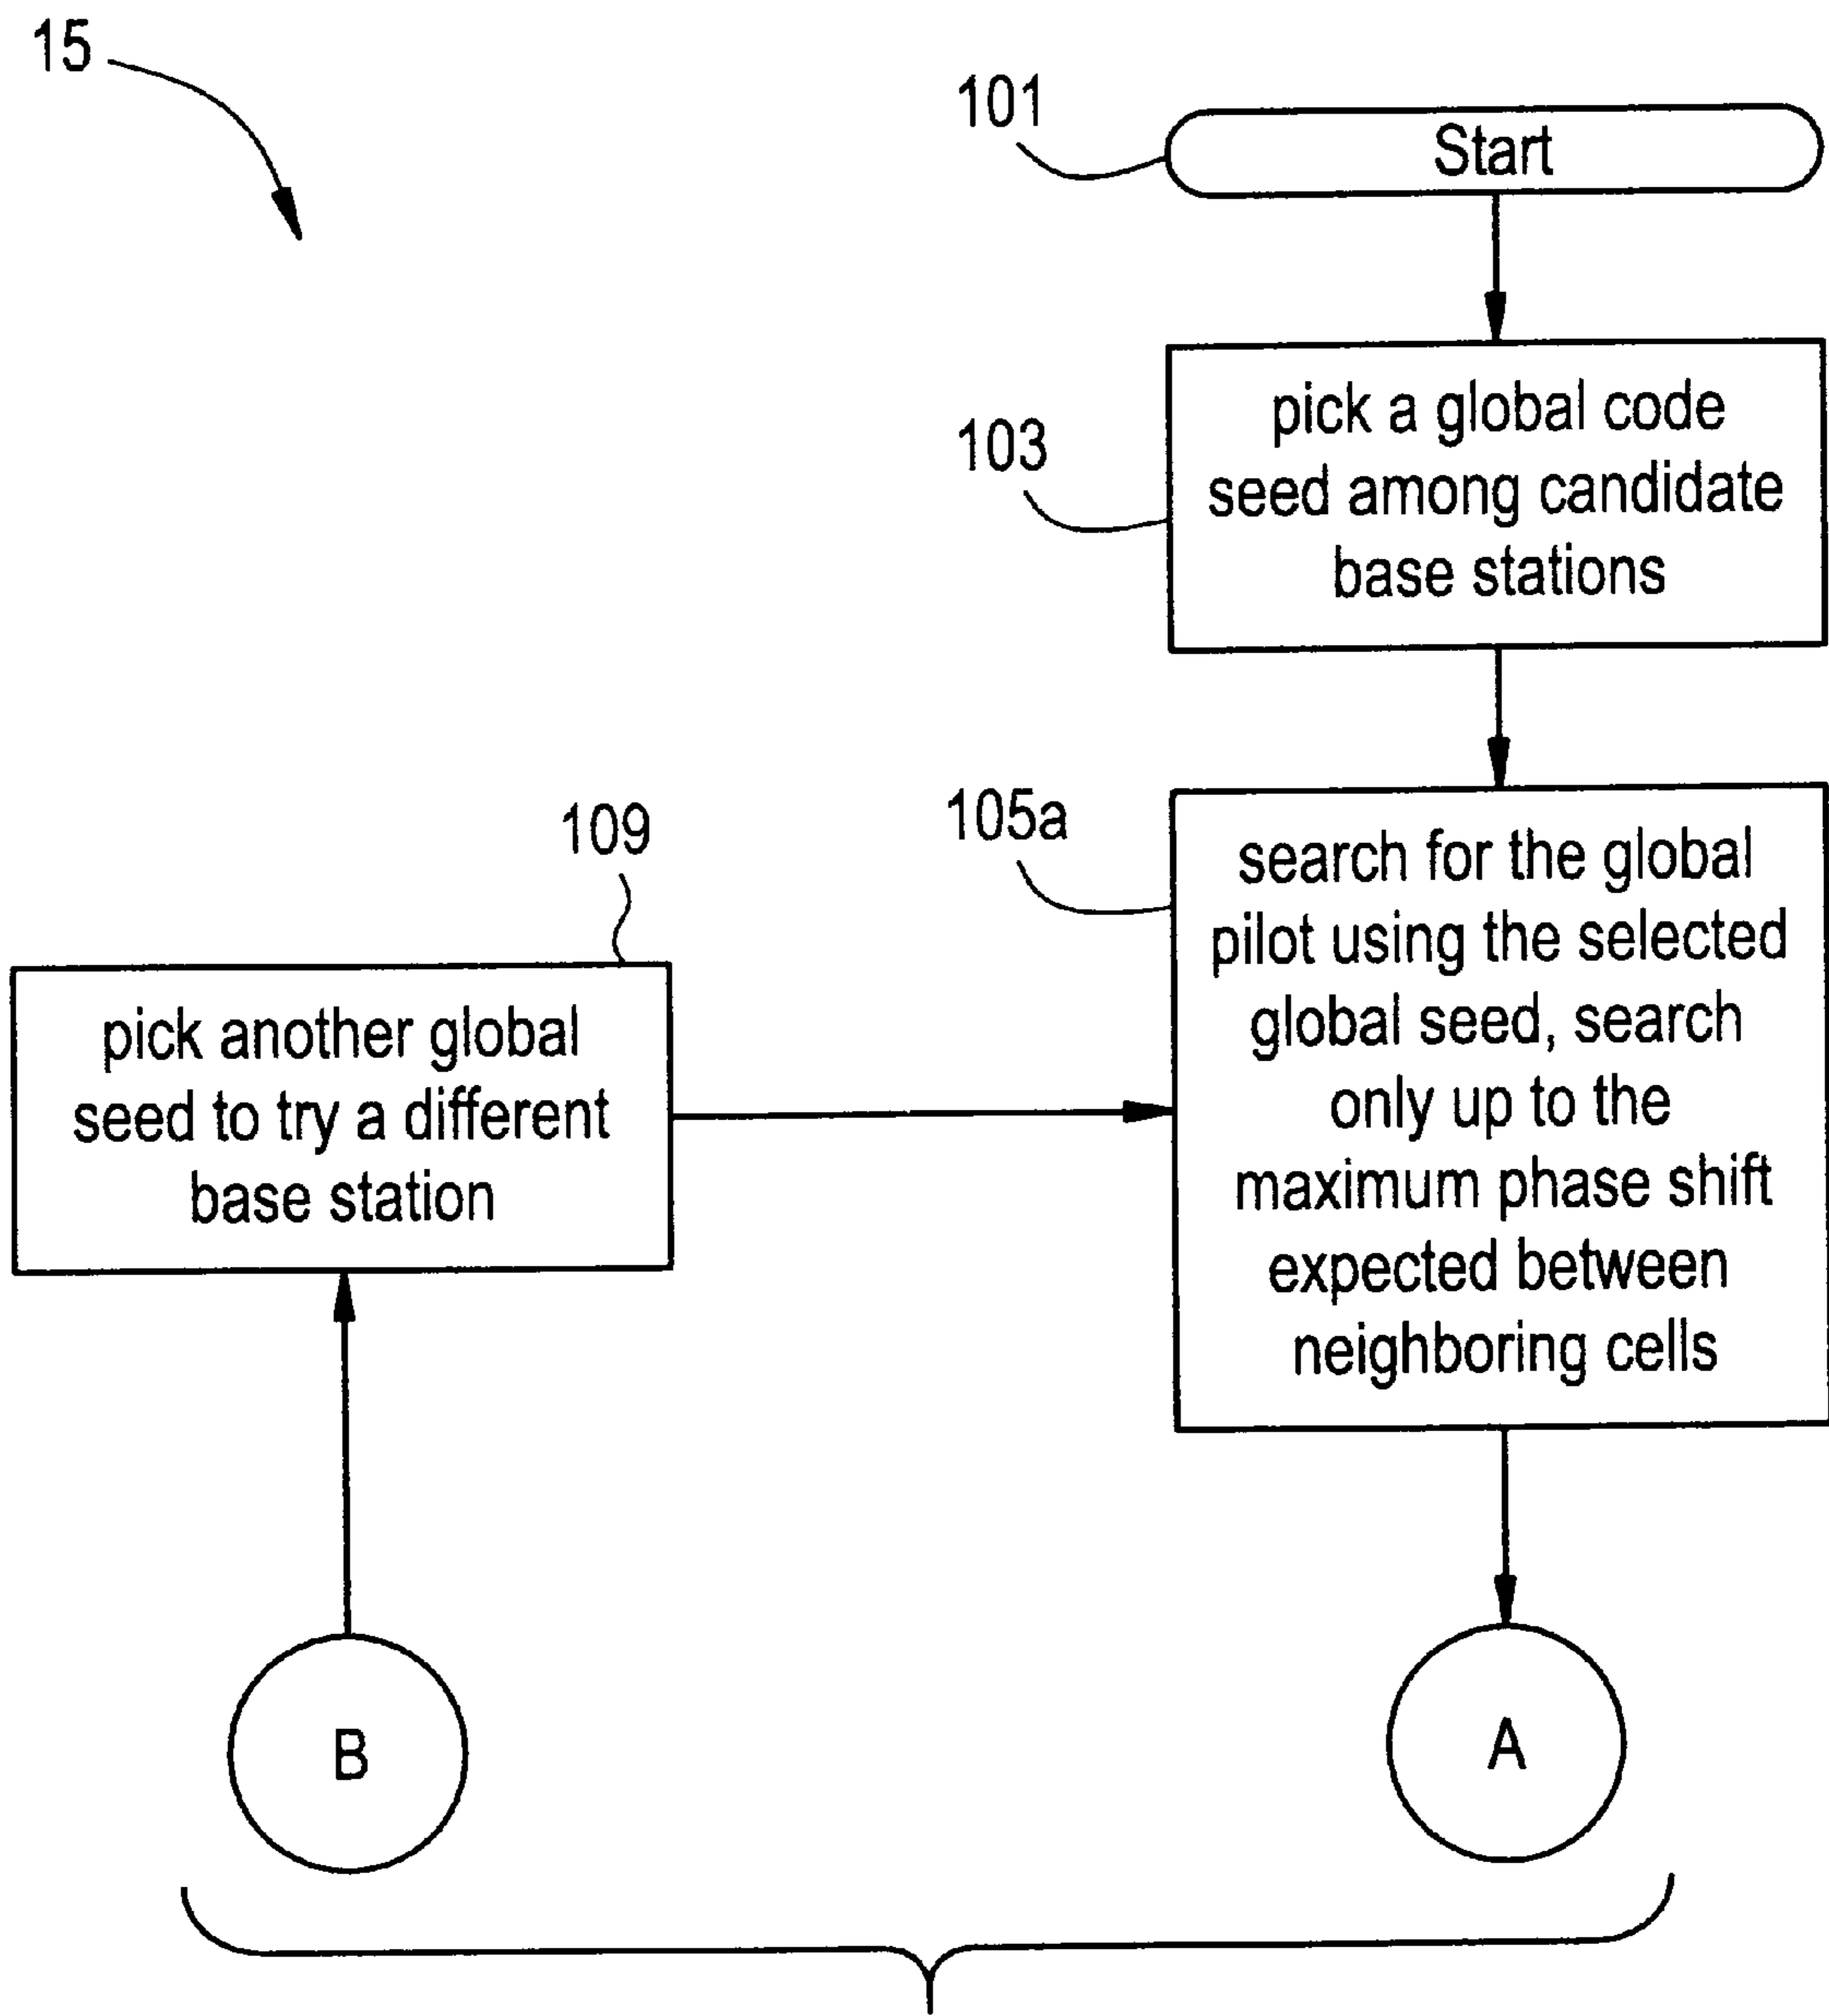 15
101
Start
103
pick a global code
seed among candidate
base stations
109
pick another global
seed to try a different
base station
105a
search for the global
pilot using the selected
global seed, search
only up to the
maximum phase shift
expected between
neighboring cells
B
A